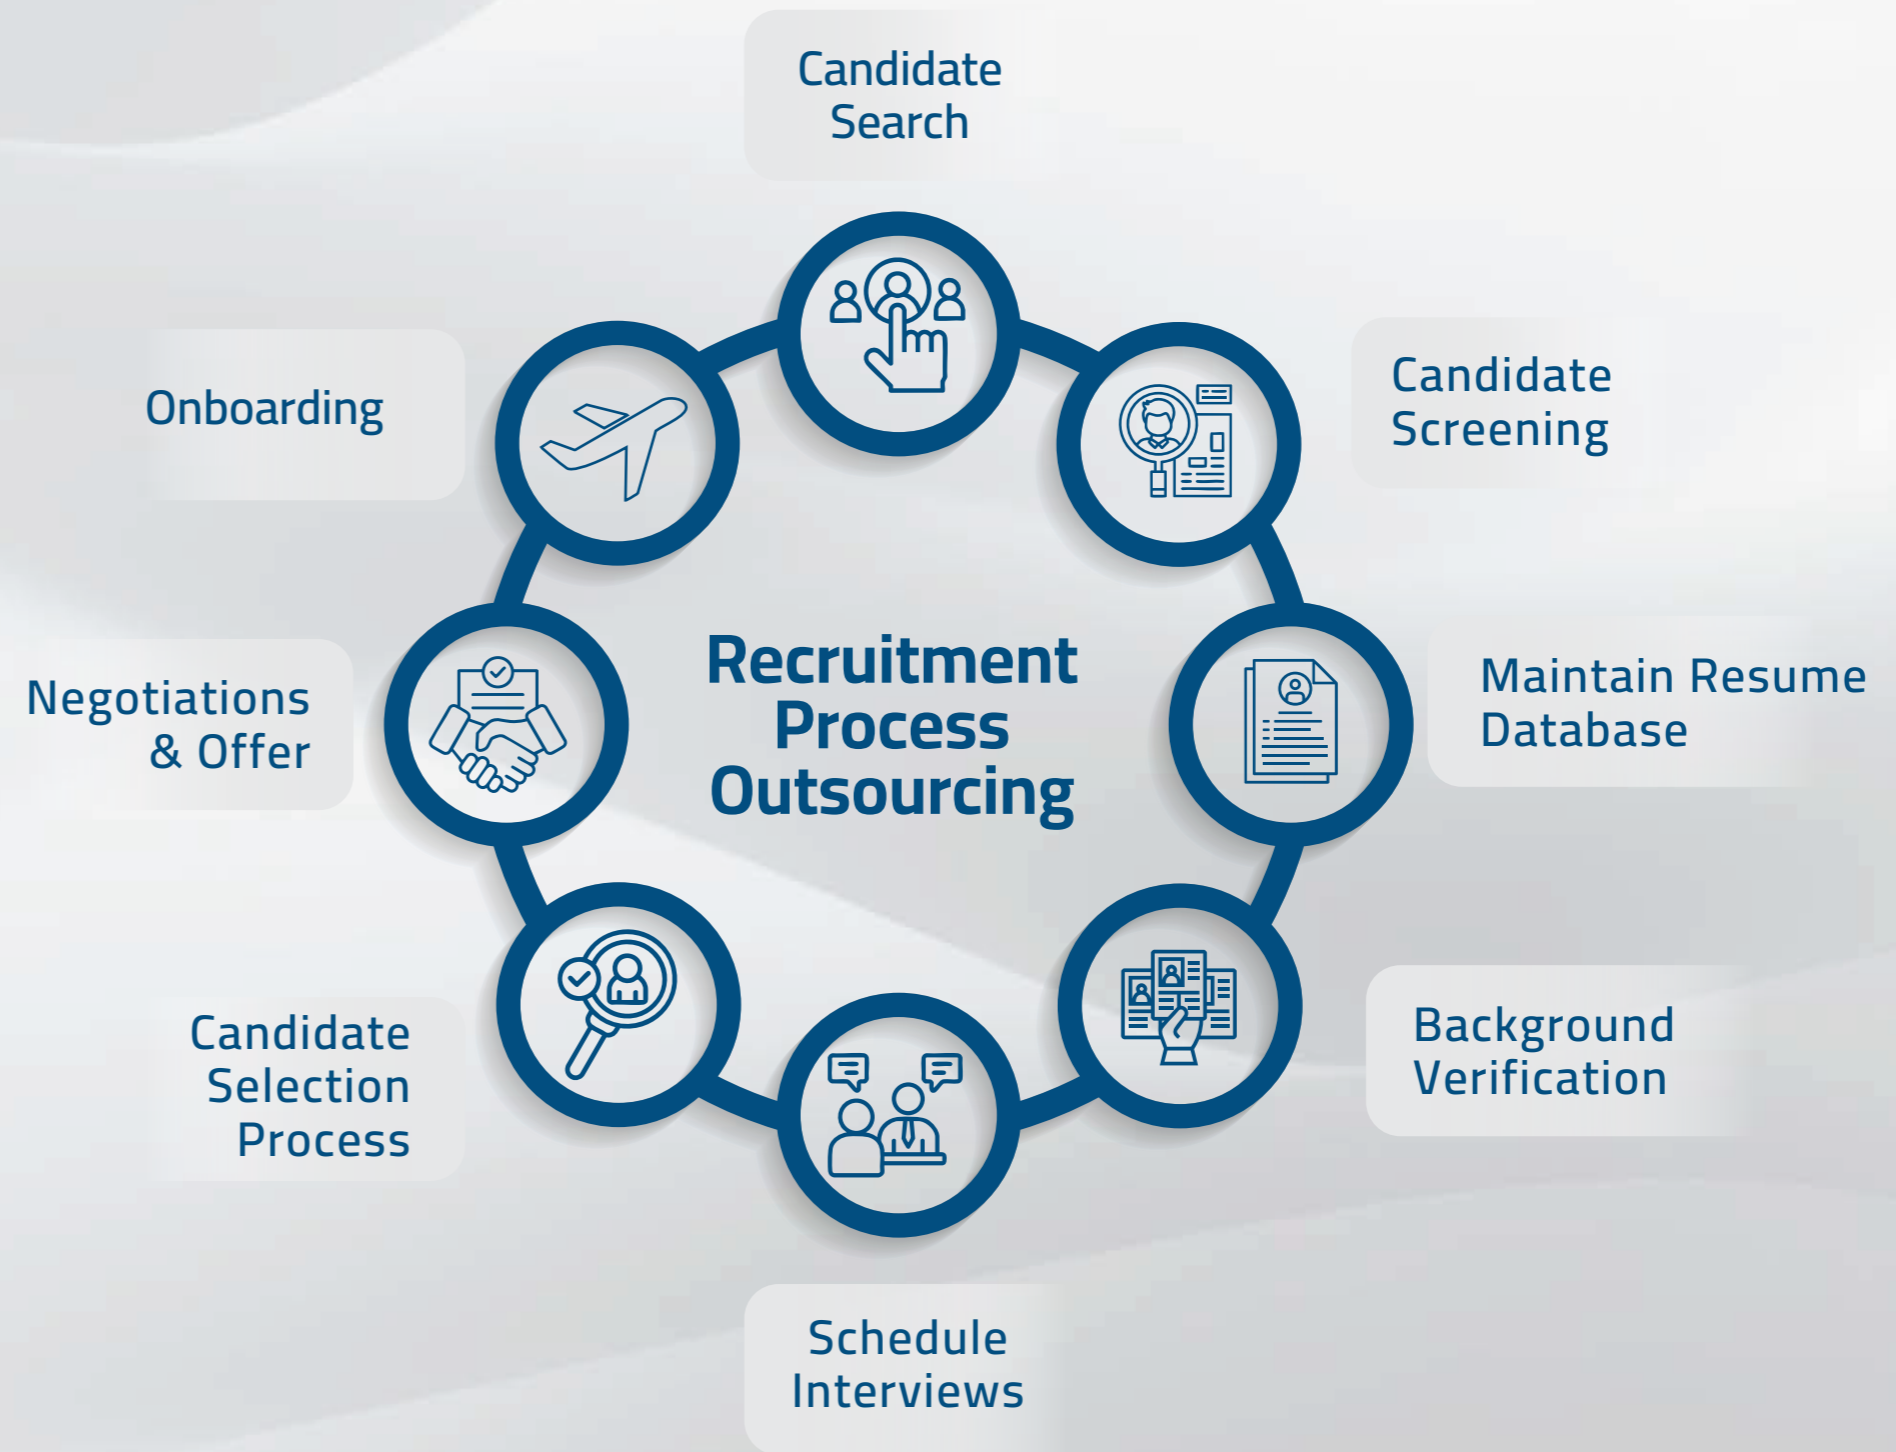 Candidate
Search
Candidate
Screening
Maintain Resume
Database
Background
Verification
Schedule
Interviews
Candidate
Selection
Process
Negotiations
& Offer
Onboarding
Recruitment
Process
Outsourcing